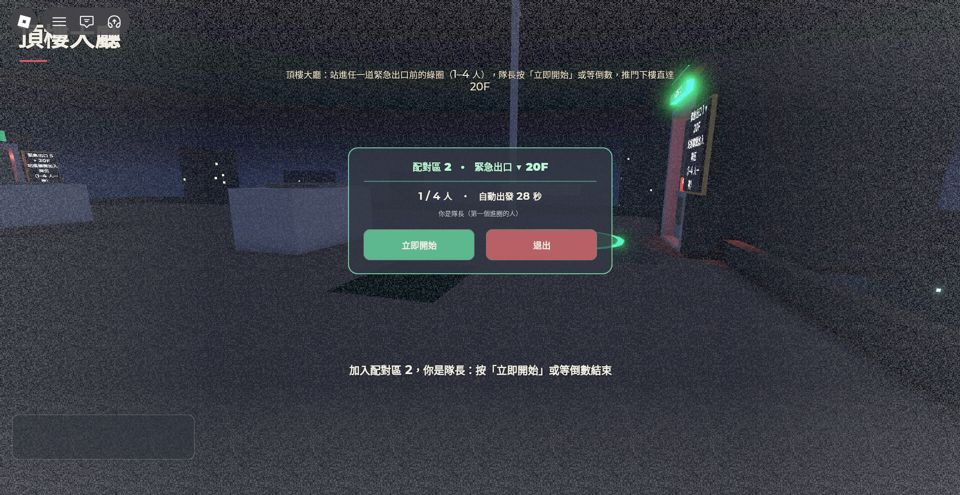 頂樓大廳
頂樓大廳：站進任一道緊急出口前的綠圈（1–4 人），隊長按「立即開始」或等倒數，推門下樓直達
20F
配對區 2 • 緊急出口 ▼ 20F
1 / 4 人 • 自動出發 28 秒
你是隊長（第一個進圈的人）
立即開始
退出
加入配對區 2，你是隊長：按「立即開始」或等倒數結束
20F